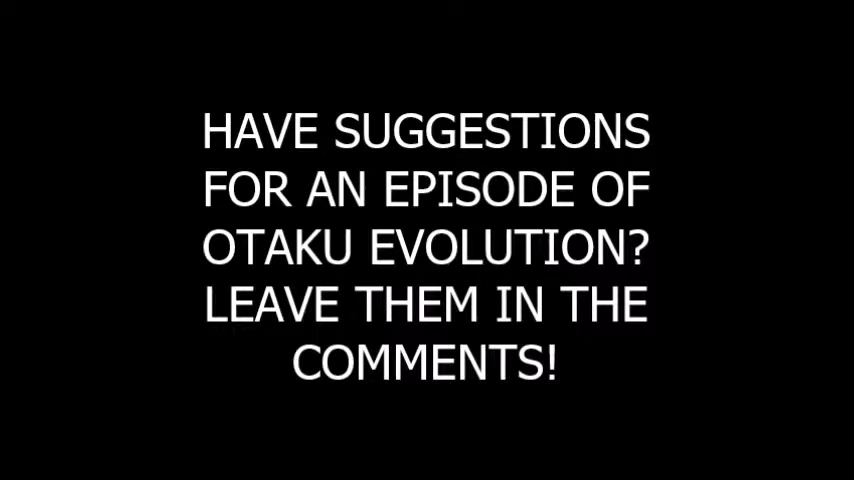 HAVE SUGGESTIONS
FOR AN EPISODE OF
OTAKU EVOLUTION?
LEAVE THEM IN THE
COMMENTS!